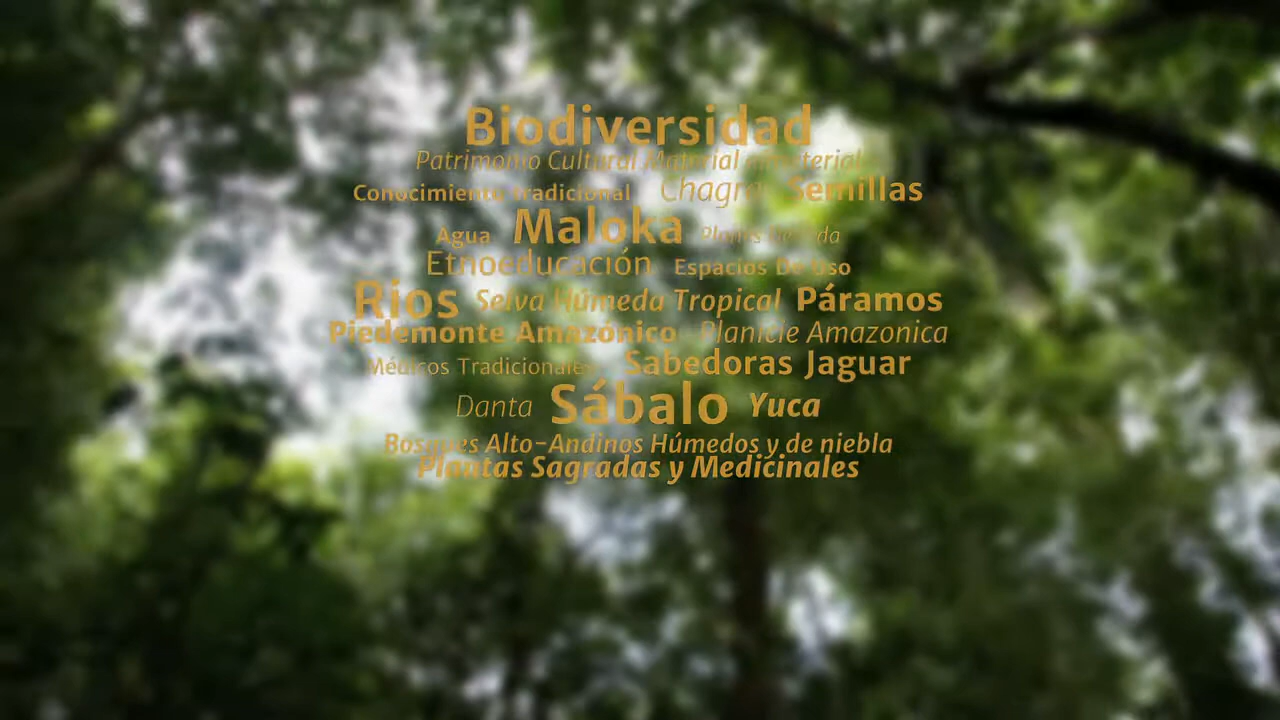 Biodiversidad
Patrimonio Cultural Material e Inmaterial
Conocimiento tradicional Chagra Semillas
Agua Maloka Planes De Vida
Etnoeducación Espacios De Uso
Ríos Selva Húmeda Tropical Páramos
Piedemonte Amazónico Planicie Amazonica
Médicos Tradicionales Sabedoras Jaguar
Danta Sábalo Yuca
Bosques Alto-Andinos Húmedos y de niebla
Plantas Sagradas y Medicinales